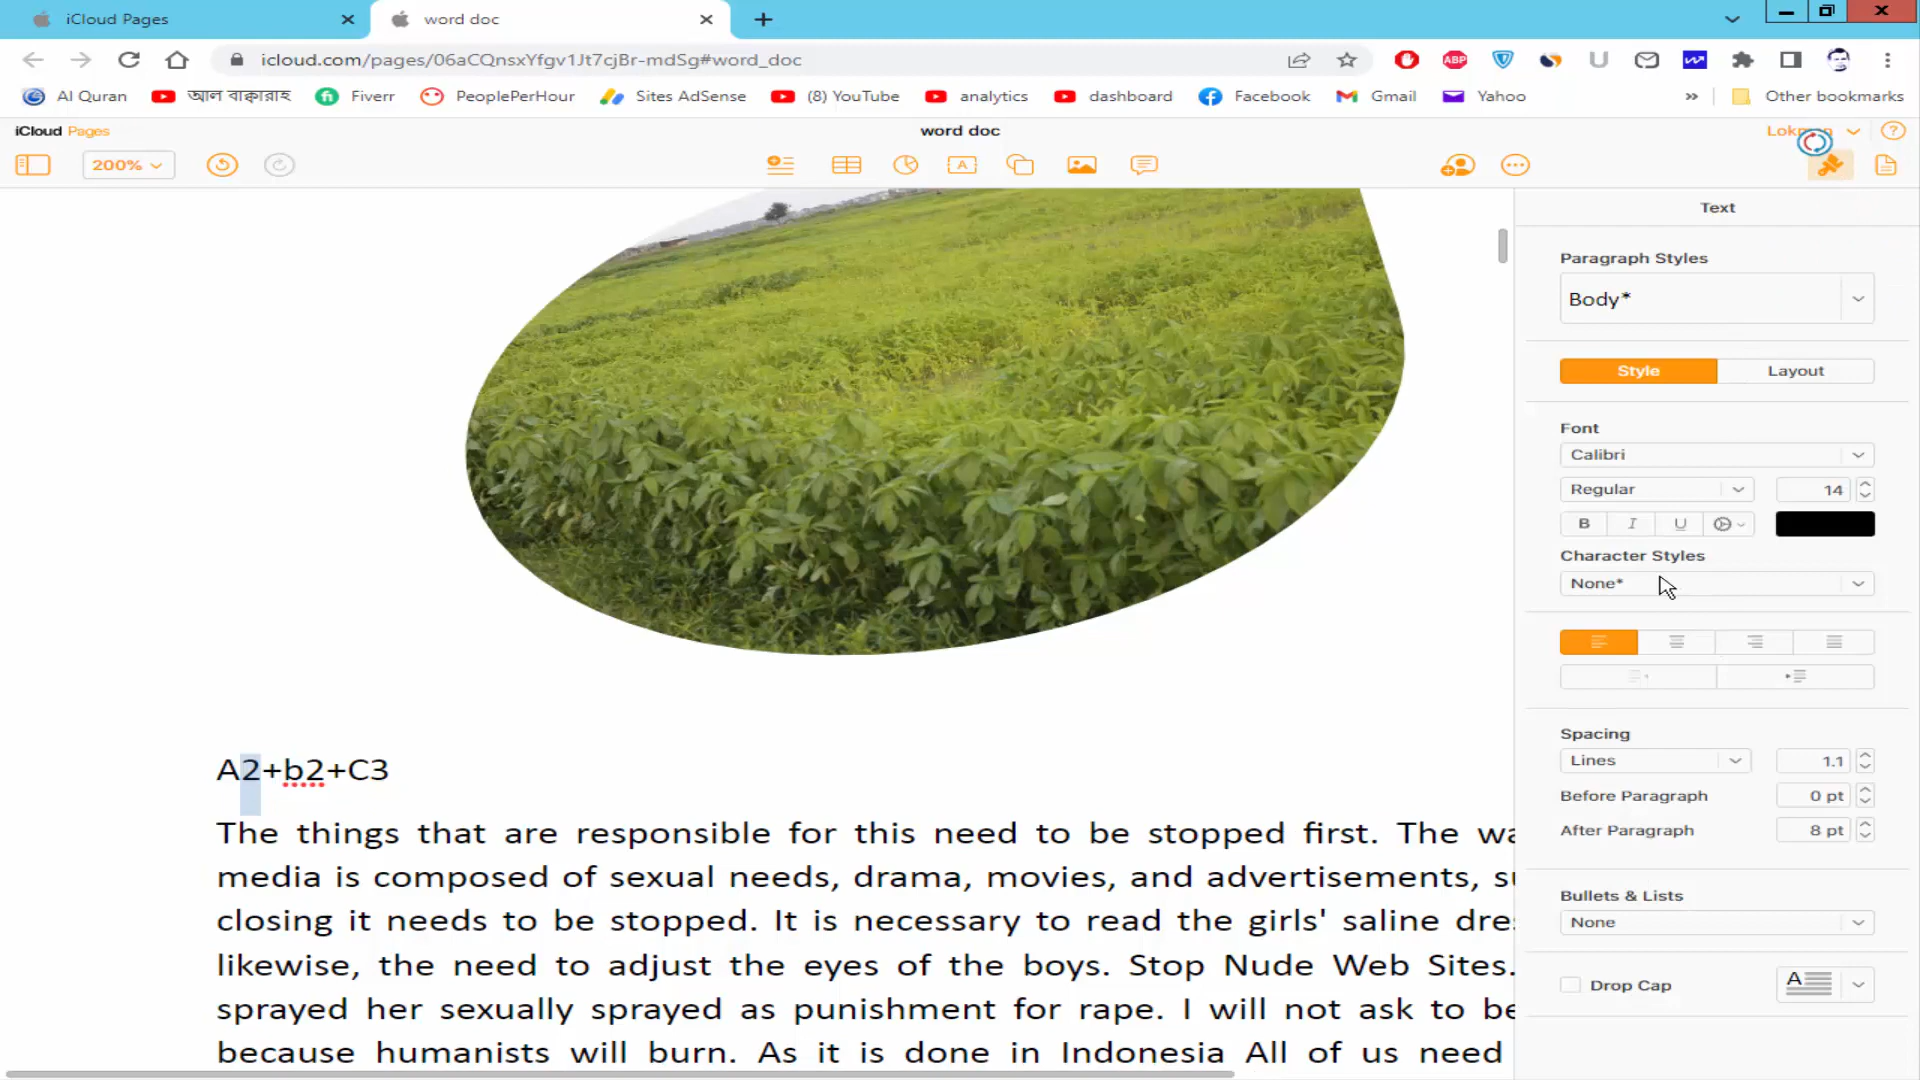 iCloud Pages
word doc
icloud.com/pages/06aCQnsxYfgv1Jt7cjBr-mdSg#word_doc
ABP
Al Quran
আল বাক্বারাহ
Fiverr
PeoplePerHour
Sites AdSense
(8) YouTube
analytics
dashboard
Facebook
Gmail
Yahoo
»
Other bookmarks
iCloud Pages
word doc
200%
Text
Paragraph Styles
Body*
Style
Layout
Font
Calibri
Regular
14
B I U
Character Styles
None*
Spacing
Lines
1.1
Before Paragraph
0 pt
After Paragraph
8 pt
Bullets & Lists
None
Drop Cap
A
A2+b2+C3
The things that are responsible for this need to be stopped first. The
media is composed of sexual needs, drama, movies, and advertisements,
closing it needs to be stopped. It is necessary to read the girls' saline
likewise, the need to adjust the eyes of the boys. Stop Nude Web Sites.
sprayed her sexually sprayed as punishment for rape. I will not ask to
because humanists will burn. As it is done in Indonesia All of us need